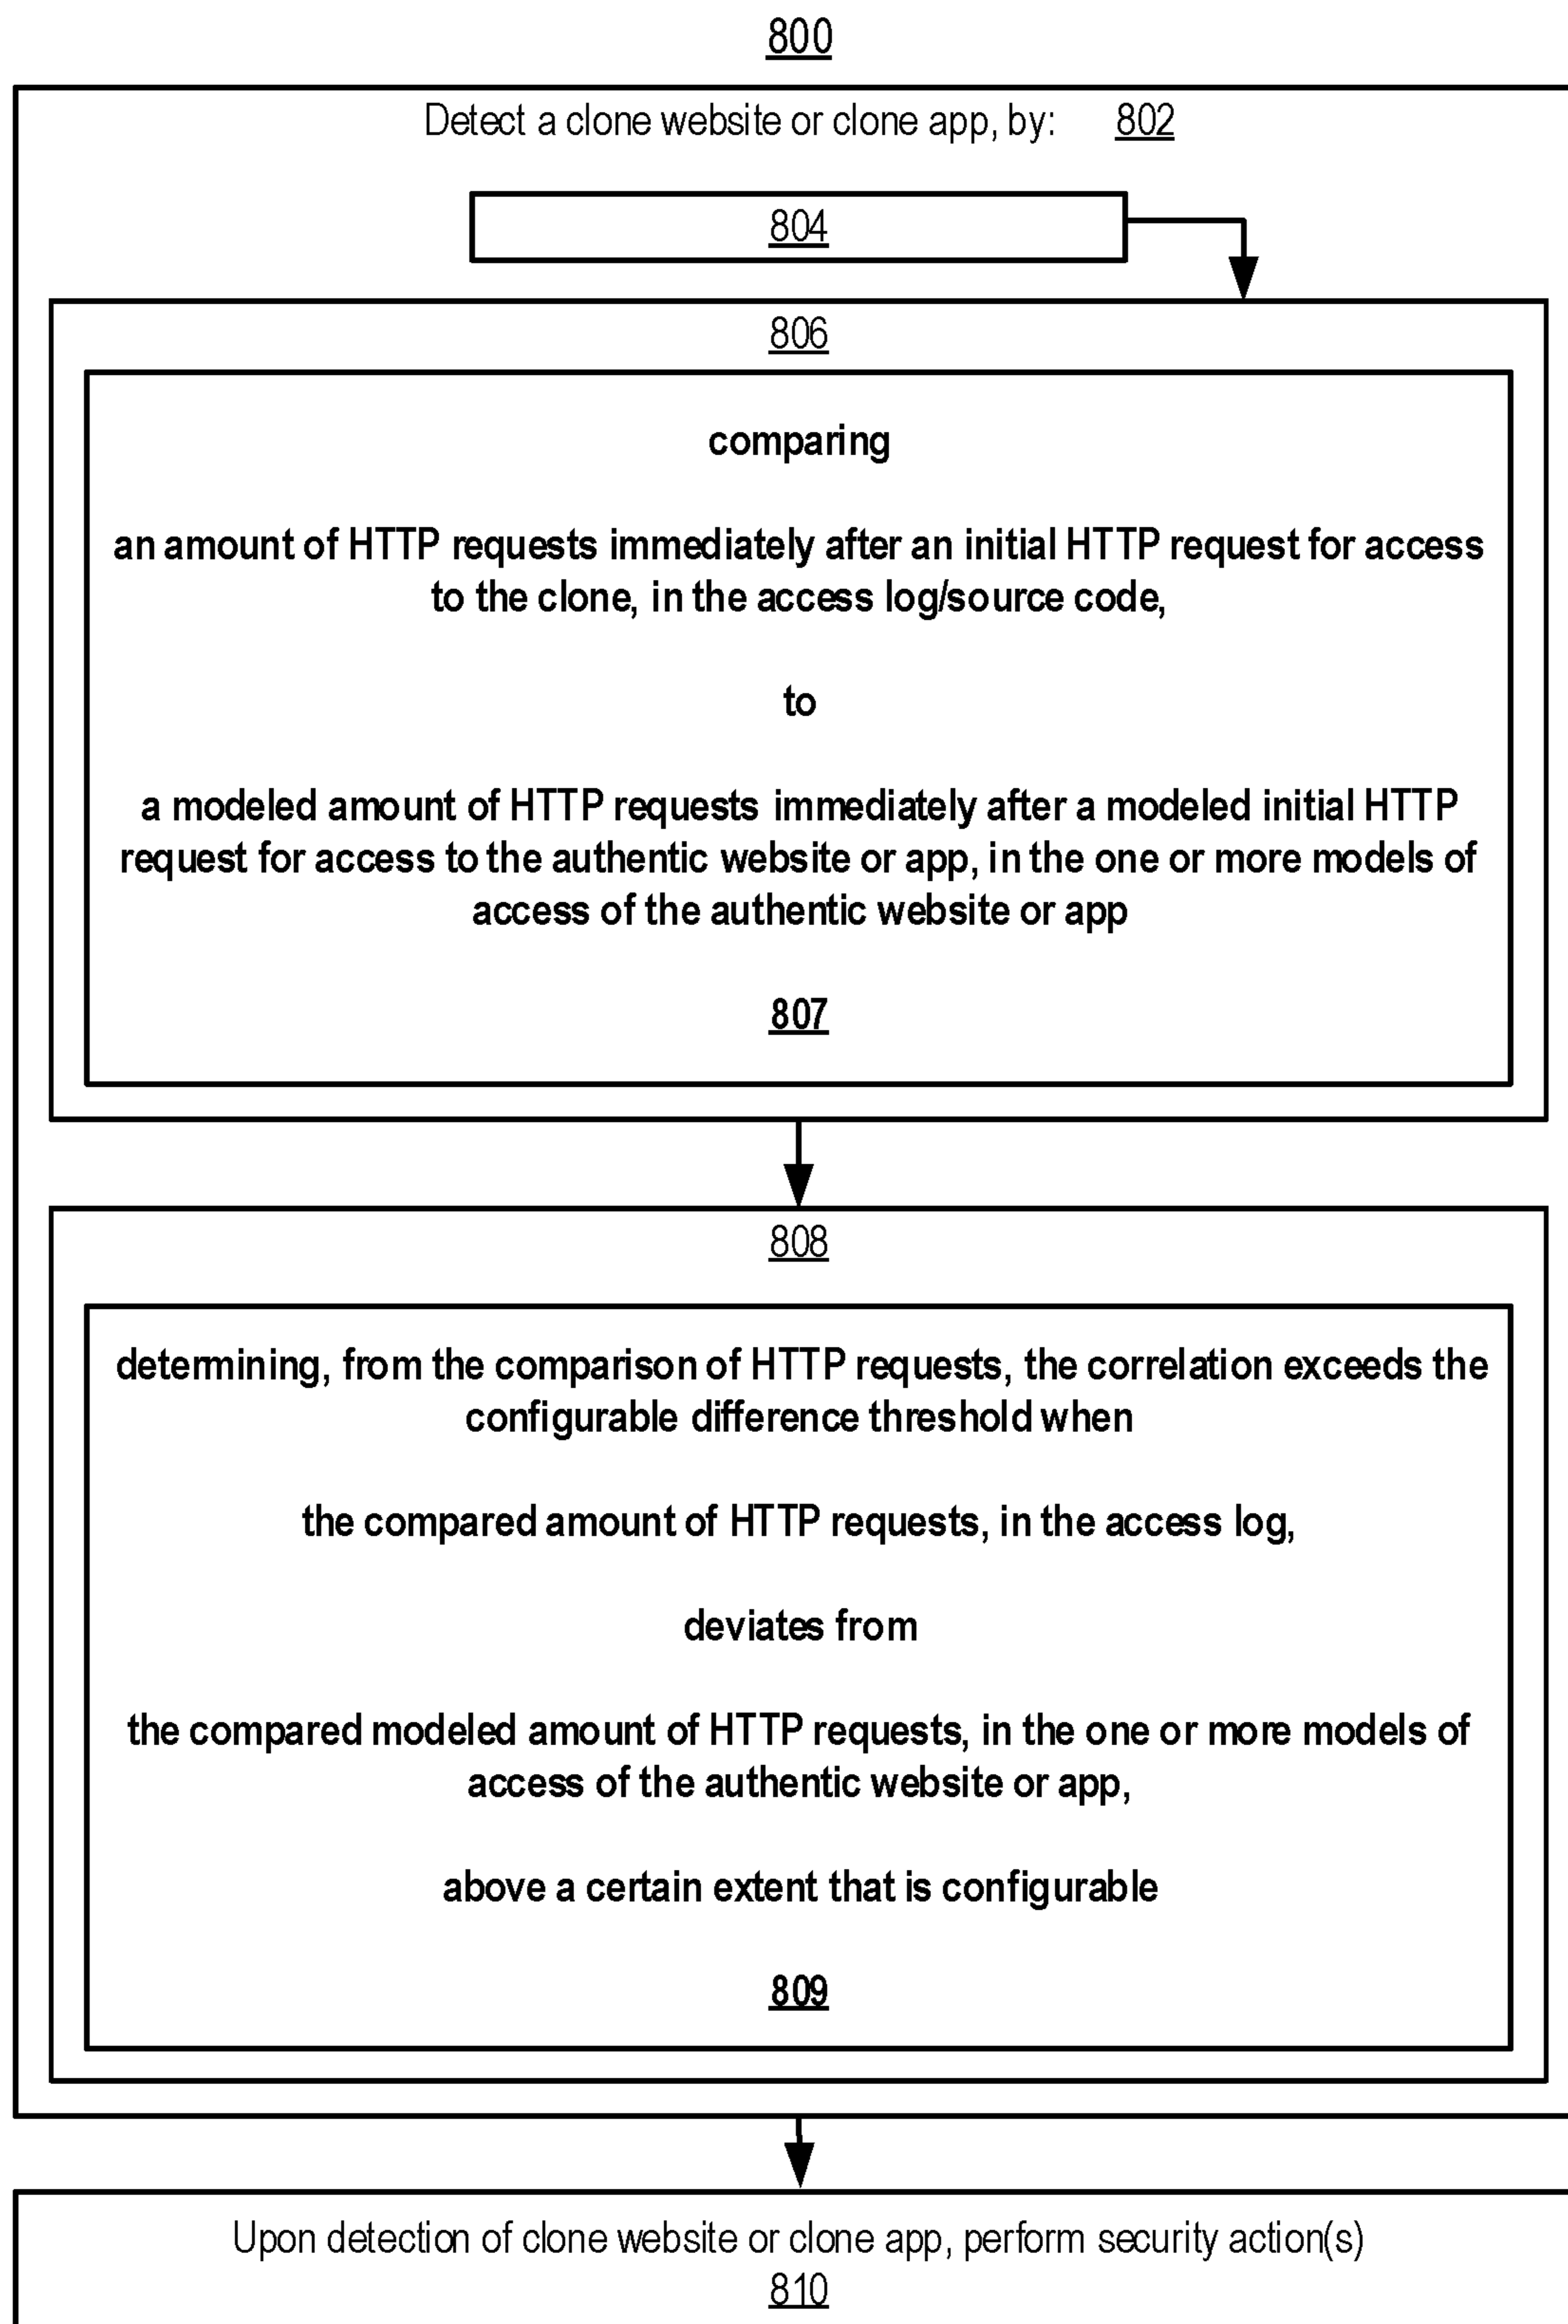 800
Detect a clone website or clone app, by: 802
804
806
comparing
an amount of HTTP requests immediately after an initial HTTP request for access
to the clone, in the access log/source code,
to
a modeled amount of HTTP requests immediately after a modeled initial HTTP
request for access to the authentic website or app, in the one or more models of
access of the authentic website or app
807
808
determining, from the comparison of HTTP requests, the correlation exceeds the
configurable difference threshold when
the compared amount of HTTP requests, in the access log,
deviates from
the compared modeled amount of HTTP requests, in the one or more models of
access of the authentic website or app,
above a certain extent that is configurable
809
Upon detection of clone website or clone app, perform security action(s)
810